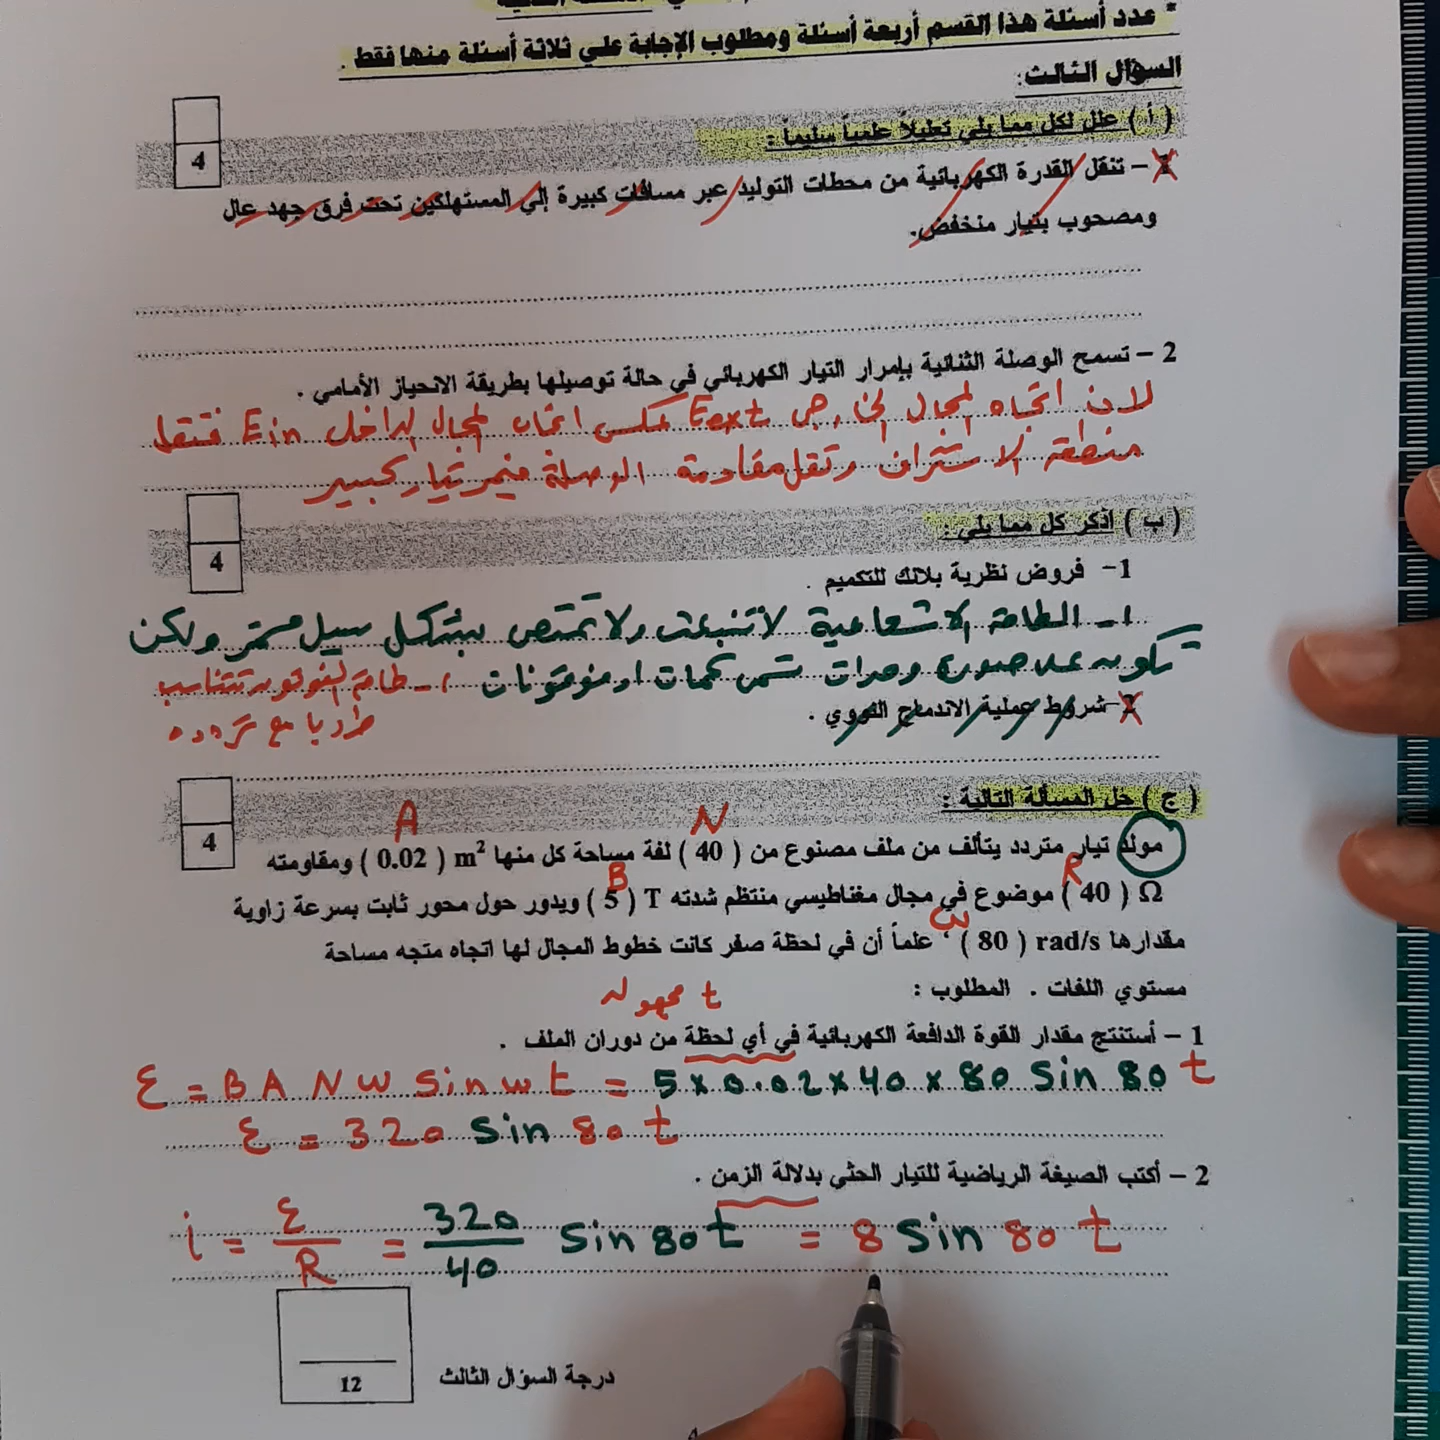 * عدد أسئلة هذا القسم أربعة أسئلة ومطلوب الإجابة علي ثلاثة أسئلة منها فقط .
السؤال الثالث:
( أ ) علل لكل مما يلي تعليلاً علمياً سليماً :
4
1 – تنقل القدرة الكهربائية من محطات التوليد عبر مسافات كبيرة إلي المستهلكين تحت فرق جهد عال
ومصحوب بتيار منخفض.
2 – تسمح الوصلة الثنائية بإمرار التيار الكهربائي في حالة توصيلها بطريقة الانحياز الأمامي .
لان اتجاه المجال الخارجي Eext عكس اتجاه المجال الداخلي Ein فتقل
منطقة الاستنزاف وتقل مقاومة الوصلة فيمر تيار كبير
( ب ) أذكر كل مما يلي :
4
1- فروض نظرية بلانك للتكميم .
1 – الطاقة الاشعاعية لا تنبعث ولا تمتص بشكل سيل مستمر ولكن
تكون على صورة وحدات تسمى كمات او فوتونات 2 – طاقة الفوتون تتناسب
طرديا مع تردده
2- شروط عملية الاندماج النووي .
( ج ) حل المسألة التالية :
4
A N
مولد تيار متردد يتألف من ملف مصنوع من ( 40 ) لفة مساحة كل منها m² ( 0.02 ) ومقاومته
B R
Ω ( 40 ) موضوع في مجال مغناطيسي منتظم شدته T ( 5 ) ويدور حول محور ثابت بسرعة زاوية
ω
مقدارها rad/s ( 80 ) ، علماً أن في لحظة صفر كانت خطوط المجال لها اتجاه متجه مساحة
مستوي اللفات . المطلوب :
t مجهولة
1 – أستنتج مقدار القوة الدافعة الكهربائية في أي لحظة من دوران الملف .
ε = B A N w sin w t = 5 x 0.02 x 40 x 80 sin 80 t
ε = 320 sin 80 t
2 – أكتب الصيغة الرياضية للتيار الحثي بدلالة الزمن .
i = ε/R = 320/40 sin 80 t = 8 sin 80 t
12
درجة السؤال الثالث